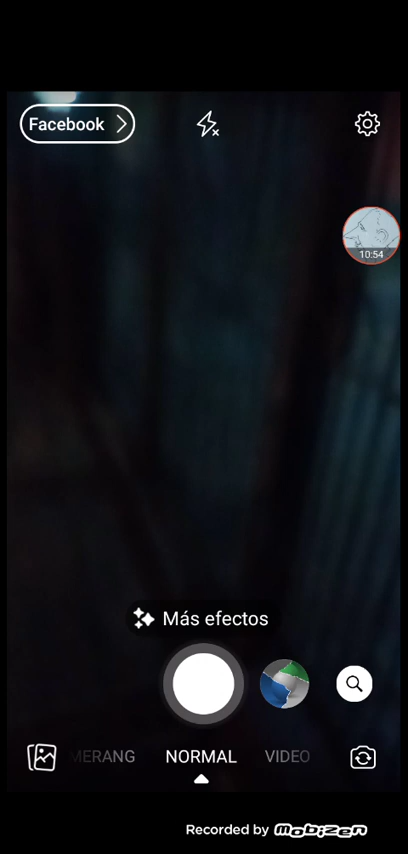 Facebook
10:54
Más efectos
MERANG NORMAL VIDEO
Recorded by Mobizen